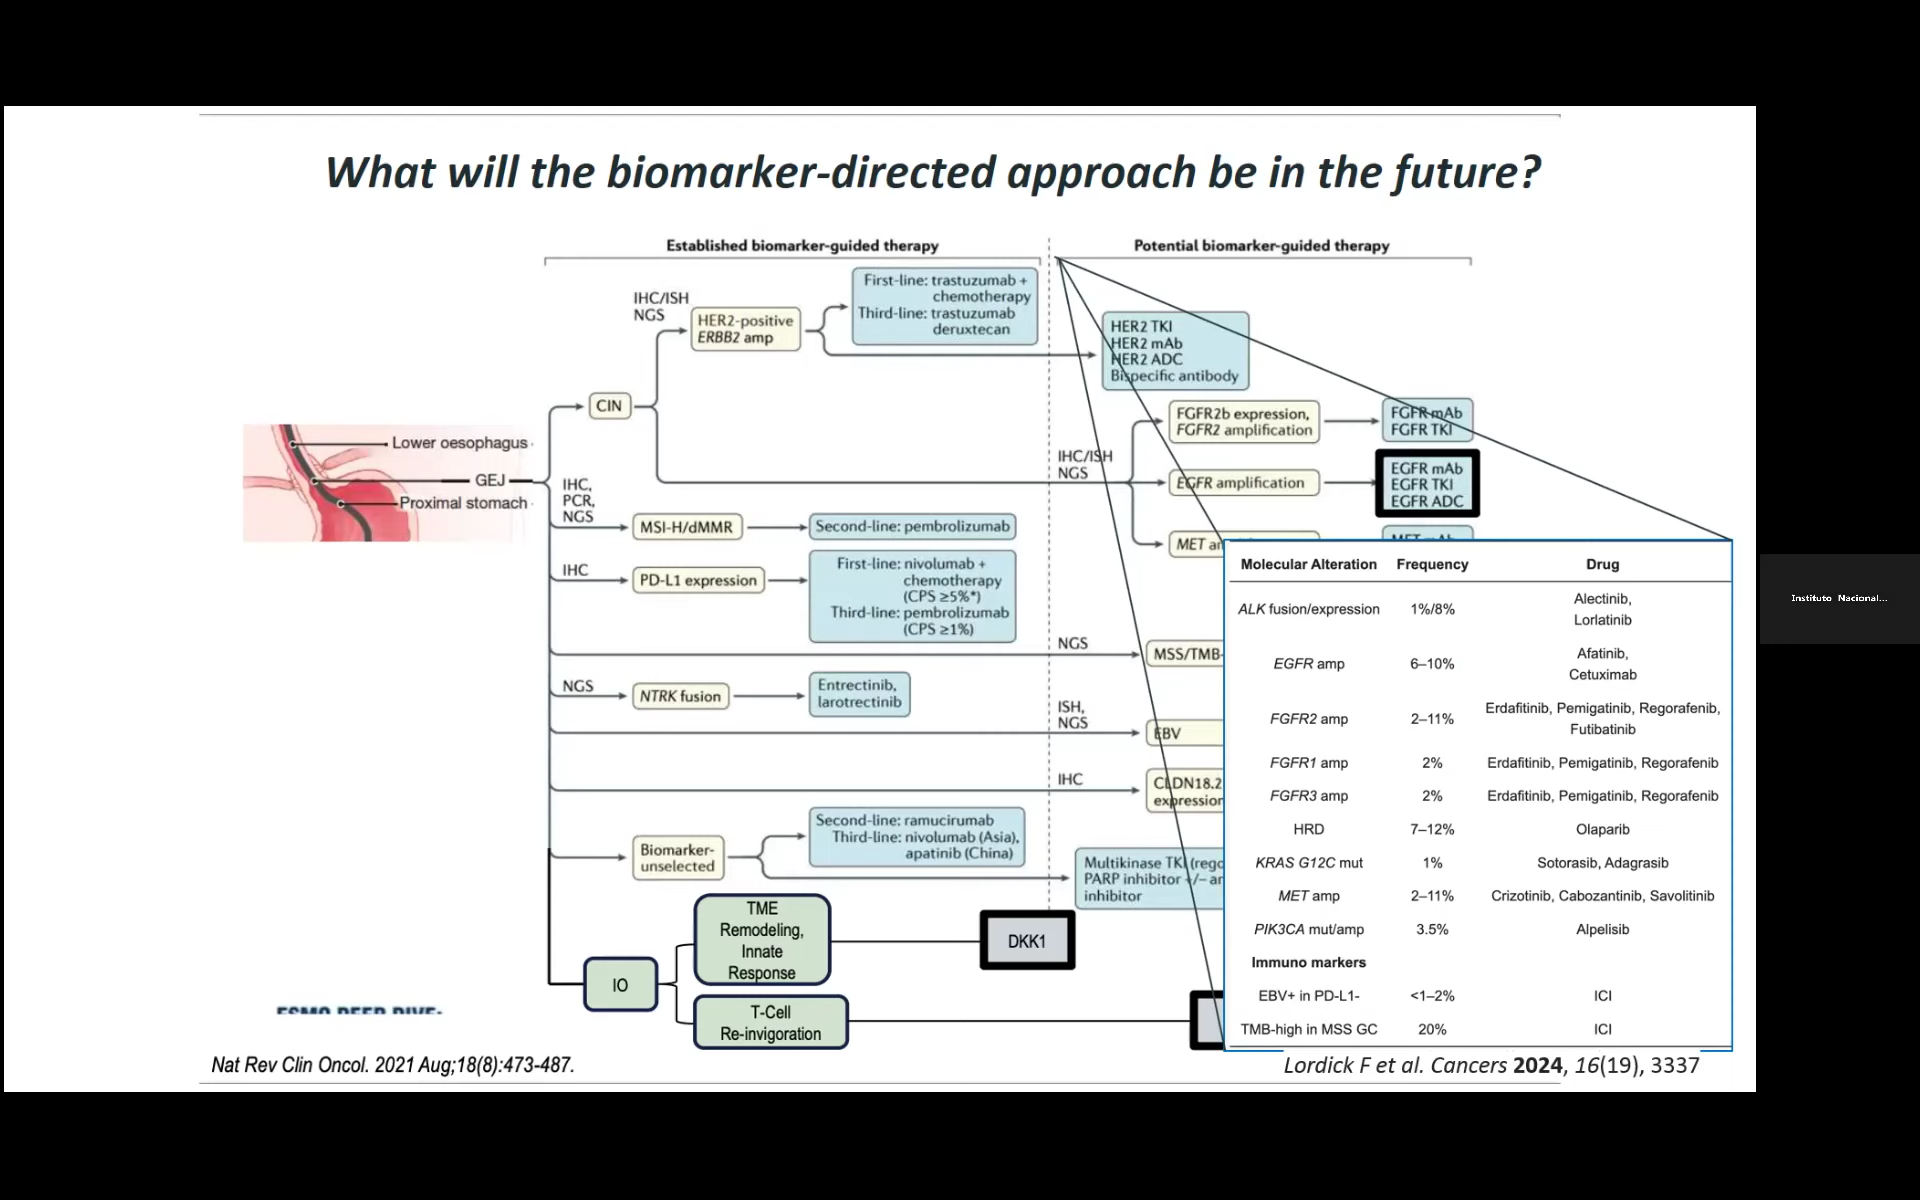 What will the biomarker-directed approach be in the future?
Established biomarker-guided therapy
Potential biomarker-guided therapy
IHC/ISH
NGS
HER2-positive
ERBB2 amp
First-line: trastuzumab +
chemotherapy
Third-line: trastuzumab
deruxtecan
HER2 TKI
HER2 mAb
HER2 ADC
Bispecific antibody
CIN
IHC/ISH
NGS
FGFR2b expression,
FGFR2 amplification
FGFR mAb
FGFR TKI
EGFR amplification
EGFR mAb
EGFR TKI
EGFR ADC
MET
MET mAb
Lower oesophagus
GEJ
Proximal stomach
IHC,
PCR,
NGS
MSI-H/dMMR
Second-line: pembrolizumab
IHC
PD-L1 expression
First-line: nivolumab +
chemotherapy
(CPS ≥5%*)
Third-line: pembrolizumab
(CPS ≥1%)
NGS
MSS/TMB-
NGS
NTRK fusion
Entrectinib,
larotrectinib
ISH,
NGS
EBV
IHC
CLDN18.2
expression
Biomarker-
unselected
Second-line: ramucirumab
Third-line: nivolumab (Asia),
apatinib (China)
Multikinase TKI
PARP inhibitor +/−
inhibitor
IO
TME
Remodeling,
Innate
Response
DKK1
T-Cell
Re-invigoration
Molecular Alteration Frequency Drug
ALK fusion/expression 1%/8% Alectinib,
Lorlatinib
EGFR amp 6–10% Afatinib,
Cetuximab
FGFR2 amp 2–11% Erdafitinib, Pemigatinib, Regorafenib,
Futibatinib
FGFR1 amp 2% Erdafitinib, Pemigatinib, Regorafenib
FGFR3 amp 2% Erdafitinib, Pemigatinib, Regorafenib
HRD 7–12% Olaparib
KRAS G12C mut 1% Sotorasib, Adagrasib
MET amp 2–11% Crizotinib, Cabozantinib, Savolitinib
PIK3CA mut/amp 3.5% Alpelisib
Immuno markers
EBV+ in PD-L1- <1–2% ICI
TMB-high in MSS GC 20% ICI
ESMO DEEP DIVE:
Nat Rev Clin Oncol. 2021 Aug;18(8):473-487.
Lordick F et al. Cancers 2024, 16(19), 3337
Instituto Nacional...